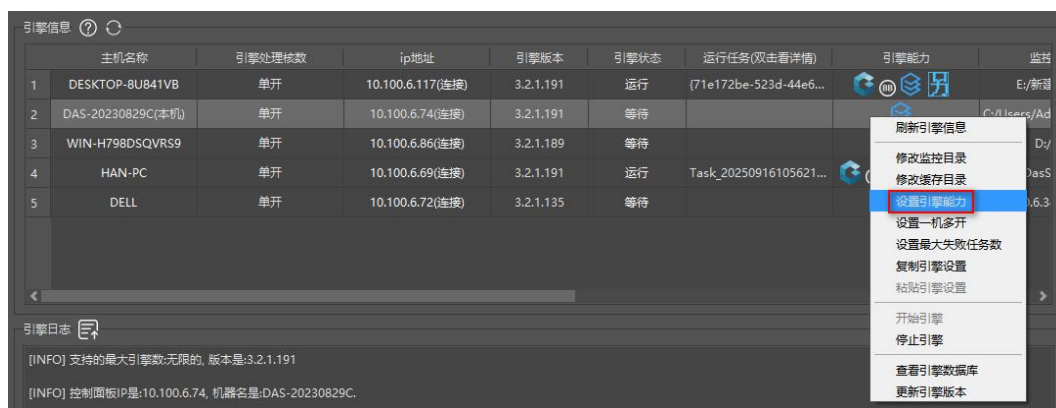 引擎信息
主机名称 引擎处理核数 ip地址 引擎版本 引擎状态 运行任务(双击看详情) 引擎能力 监控
1 DESKTOP-8U841VB 单开 10.100.6.117(连接) 3.2.1.191 运行 {71e172be-523d-44e6... E:/新建
2 DAS-20230829C(本机) 单开 10.100.6.74(连接) 3.2.1.191 等待 C:/Users/Ad
3 WIN-H798DSQVRS9 单开 10.100.6.86(连接) 3.2.1.189 等待 D:/
4 HAN-PC 单开 10.100.6.69(连接) 3.2.1.191 运行 Task_20250916105621... DasS
5 DELL 单开 10.100.6.72(连接) 3.2.1.135 等待 .6.3
刷新引擎信息
修改监控目录
修改缓存目录
设置引擎能力
设置一机多开
设置最大失败任务数
复制引擎设置
粘贴引擎设置
开始引擎
停止引擎
查看引擎数据库
更新引擎版本
引擎日志
[INFO] 支持的最大引擎数:无限的, 版本是:3.2.1.191
[INFO] 控制面板IP是:10.100.6.74, 机器名是:DAS-20230829C.